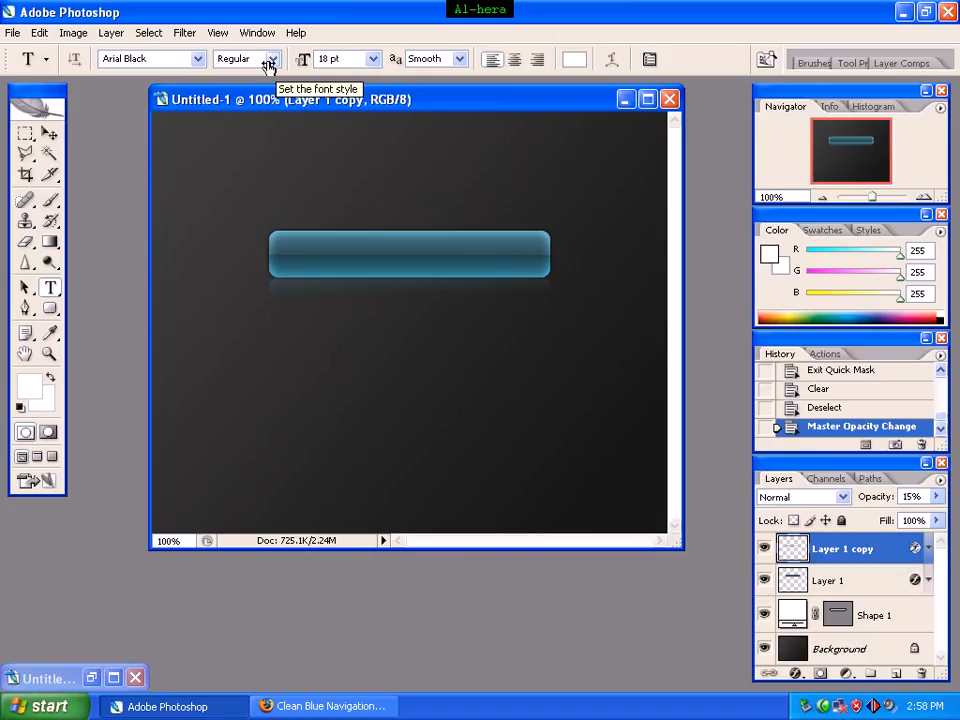 Adobe Photoshop
Al-hera
File Edit Image Layer Select Filter View Window Help
Arial Black Regular 18 pt aa Smooth
Brushes Tool Pr Layer Comps
Set the font style
Untitled-1 @ 100% (Layer 1 copy, RGB/8)
Navigator Info Histogram
100%
Color Swatches Styles
R 255
G 255
B 255
History Actions
Exit Quick Mask
Clear
Deselect
Master Opacity Change
Layers Channels Paths
Normal Opacity: 15%
Lock: Fill: 100%
Layer 1 copy
Layer 1
Shape 1
Background
100% Doc: 725.1K/2.24M
Untitle...
start Adobe Photoshop Clean Blue Navigation... 2:58 PM